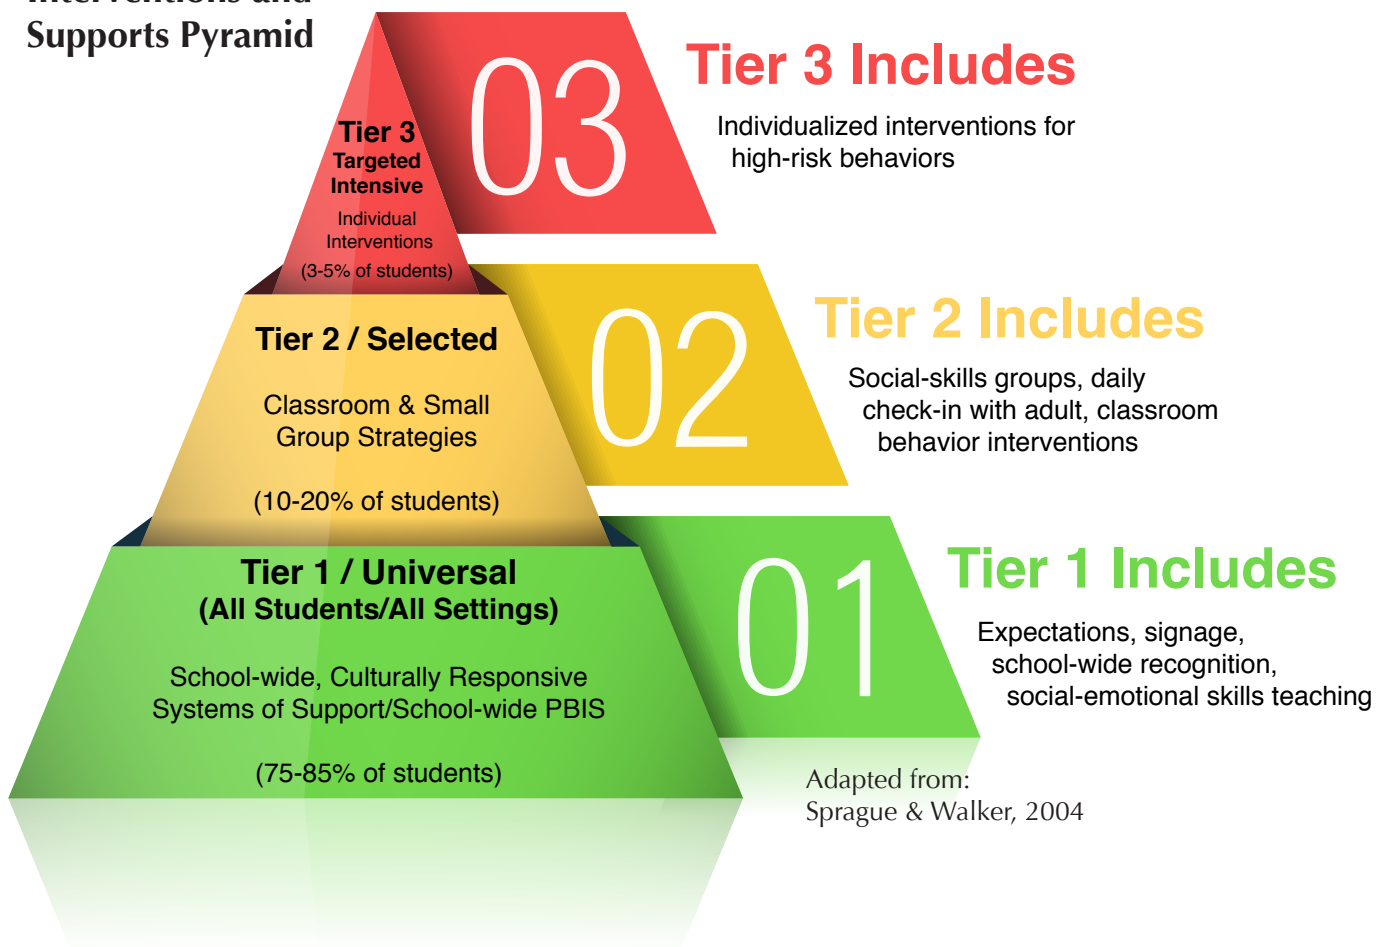 Interventions and
Supports Pyramid
03
Tier 3 Includes
Individualized interventions for
high-risk behaviors
Tier 3
Targeted
Intensive
Individual
Interventions
(3-5% of students)
02
Tier 2 Includes
Social-skills groups, daily
check-in with adult, classroom
behavior interventions
Tier 2 / Selected
Classroom & Small
Group Strategies
(10-20% of students)
01
Tier 1 Includes
Expectations, signage,
school-wide recognition,
social-emotional skills teaching
Tier 1 / Universal
(All Students/All Settings)
School-wide, Culturally Responsive
Systems of Support/School-wide PBIS
(75-85% of students)
Adapted from:
Sprague & Walker, 2004